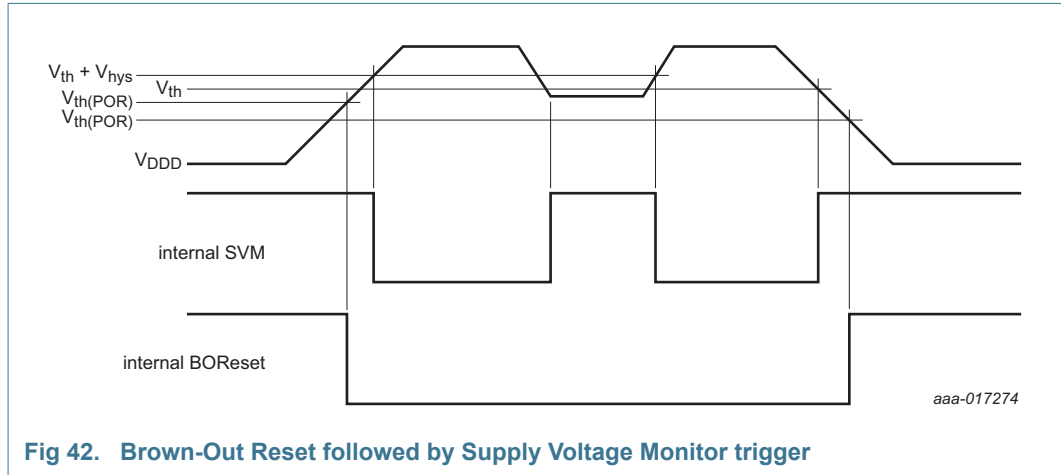 Vth + Vhys
Vth
Vth(POR)
Vth(POR)
VDDD
internal SVM
internal BOReset
aaa-017274
Fig 42. Brown-Out Reset followed by Supply Voltage Monitor trigger